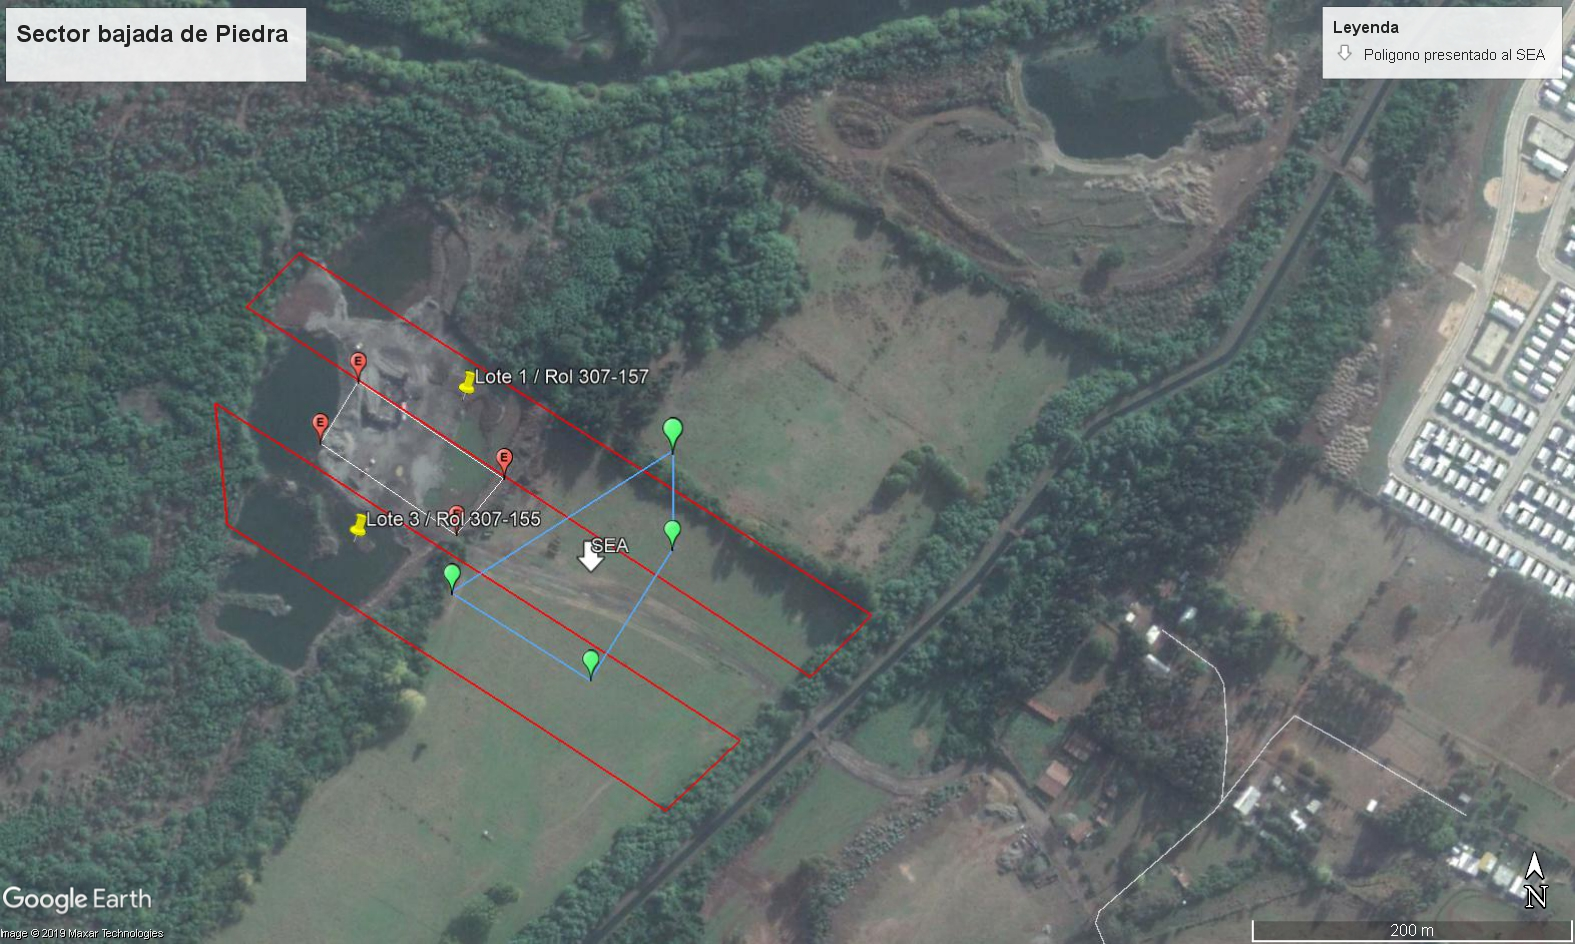 Sector bajada de Piedra
Leyenda
Poligono presentado al SEA
E
Lote 1 / Rol 307-157
E
E
Lote 3 / Rol 307-155
SEA
Google Earth
N
Image © 2019 Maxar Technologies
200 m